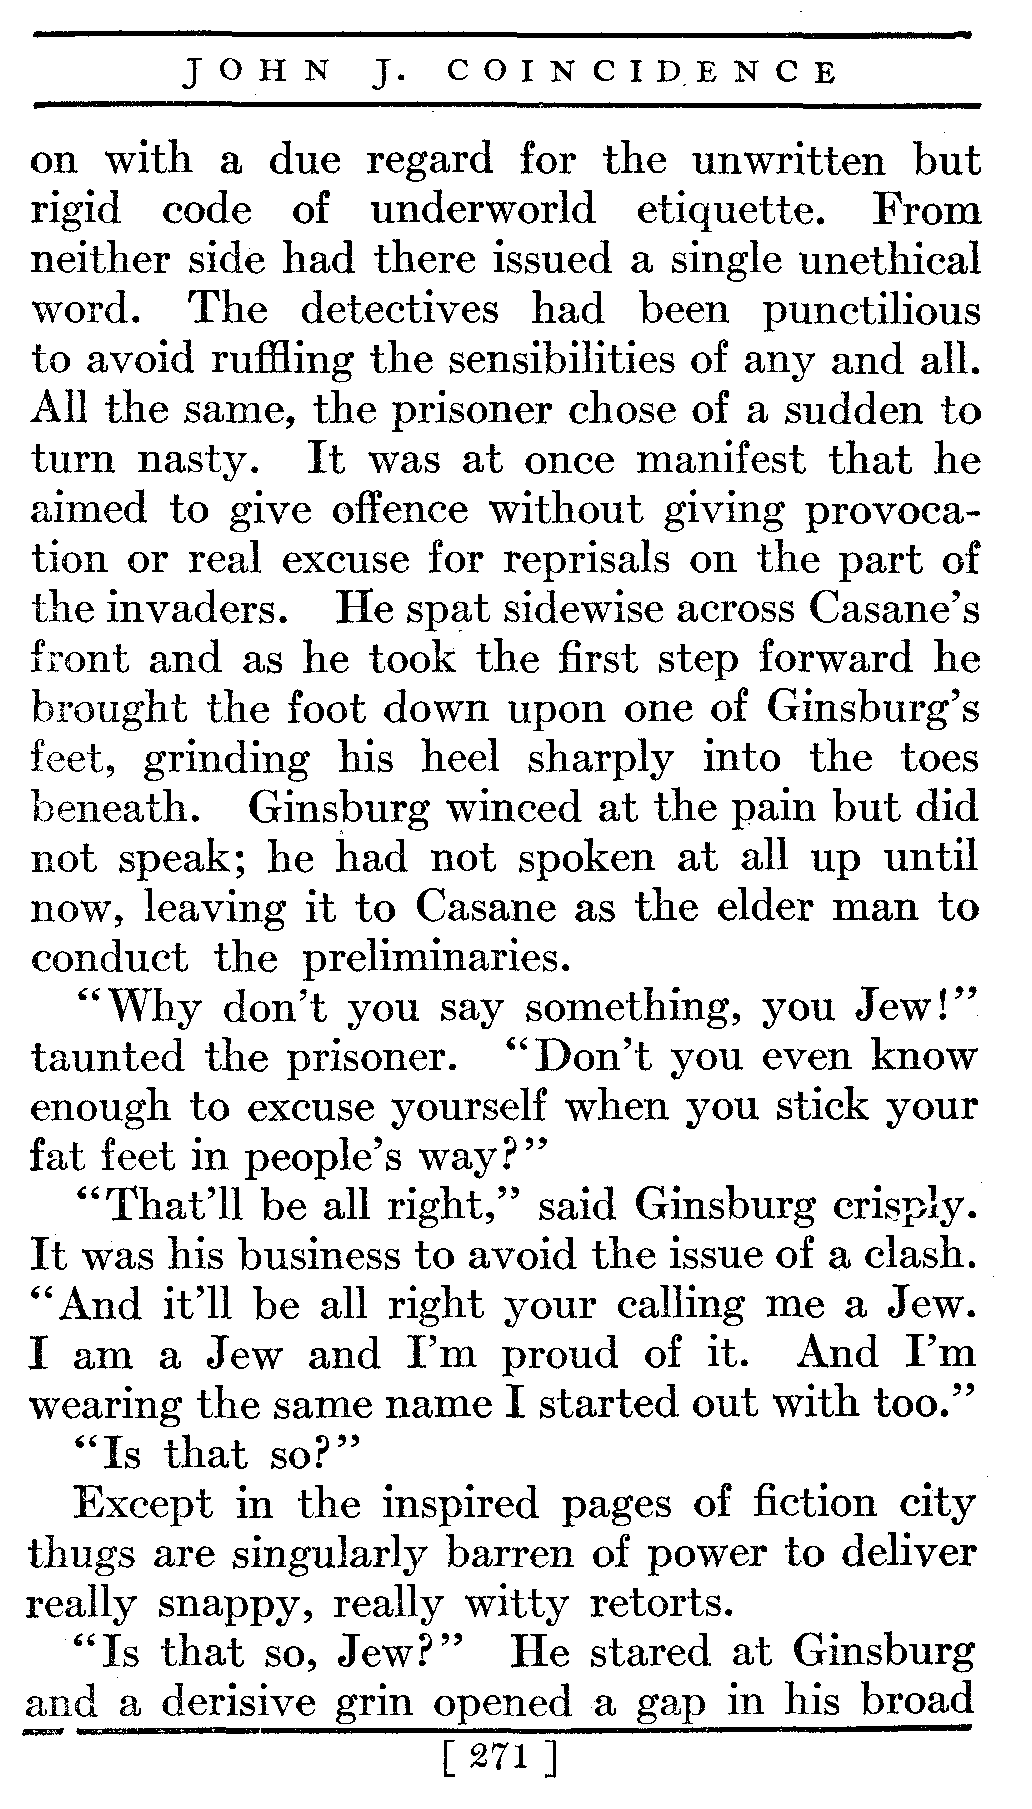 JOHN J. COINCIDENCE
on with a due regard for the unwritten but
rigid code of underworld etiquette. From
neither side had there issued a single unethical
word. The detectives had been punctilious
to avoid ruffling the sensibilities of any and all.
All the same, the prisoner chose of a sudden to
turn nasty. It was at once manifest that he
aimed to give offence without giving provoca-
tion or real excuse for reprisals on the part of
the invaders. He spat sidewise across Casane's
front and as he took the first step forward he
brought the foot down upon one of Ginsburg's
feet, grinding his heel sharply into the toes
beneath. Ginsburg winced at the pain but did
not speak; he had not spoken at all up until
now, leaving it to Casane as the elder man to
conduct the preliminaries.
"Why don't you say something, you Jew!"
taunted the prisoner. "Don't you even know
enough to excuse yourself when you stick your
fat feet in people's way?"
"That'll be all right," said Ginsburg crisply.
It was his business to avoid the issue of a clash.
"And it'll be all right your calling me a Jew.
I am a Jew and I'm proud of it. And I'm
wearing the same name I started out with too."
"Is that so?"
Except in the inspired pages of fiction city
thugs are singularly barren of power to deliver
really snappy, really witty retorts.
"Is that so, Jew?" He stared at Ginsburg
and a derisive grin opened a gap in his broad
[ 271 ]